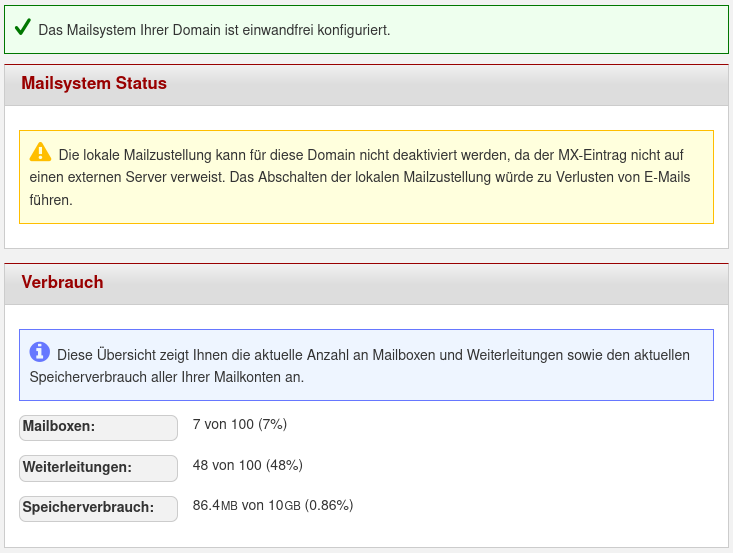 Das Mailsystem Ihrer Domain ist einwandfrei konfiguriert.
Mailsystem Status
Die lokale Mailzustellung kann für diese Domain nicht deaktiviert werden, da der MX-Eintrag nicht auf
einen externen Server verweist. Das Abschalten der lokalen Mailzustellung würde zu Verlusten von E-Mails
führen.
Verbrauch
Diese Übersicht zeigt Ihnen die aktuelle Anzahl an Mailboxen und Weiterleitungen sowie den aktuellen
Speicherverbrauch aller Ihrer Mailkonten an.
Mailboxen: 7 von 100 (7%)
Weiterleitungen: 48 von 100 (48%)
Speicherverbrauch: 86.4MB von 10GB (0.86%)